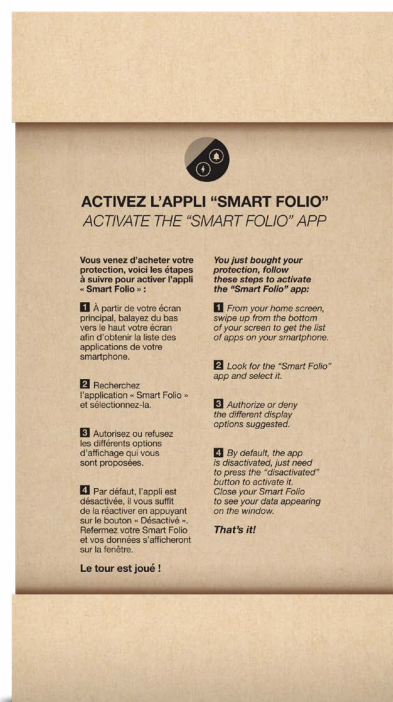 ACTIVEZ L'APPLI “SMART FOLIO”
ACTIVATE THE “SMART FOLIO” APP
Vous venez d'acheter votre
protection, voici les étapes
à suivre pour activer l'appli
« Smart Folio » :
1 À partir de votre écran
principal, balayez du bas
vers le haut votre écran
afin d'obtenir la liste des
applications de votre
smartphone.
2 Recherchez
l'application « Smart Folio »
et sélectionnez-la.
3 Autorisez ou refusez
les différents options
d'affichage qui vous
sont proposées.
4 Par défaut, l'appli est
désactivée, il vous suffit
de la réactiver en appuyant
sur le bouton « Désactivé ».
Refermez votre Smart Folio
et vos données s'afficheront
sur la fenêtre.
Le tour est joué !
You just bought your
protection, follow
these steps to activate
the “Smart Folio” app:
1 From your home screen,
swipe up from the bottom
of your screen to get the list
of apps on your smartphone.
2 Look for the “Smart Folio”
app and select it.
3 Authorize or deny
the different display
options suggested.
4 By default, the app
is disactivated, just need
to press the “disactivated”
button to activate it.
Close your Smart Folio
to see your data appearing
on the window.
That's it!